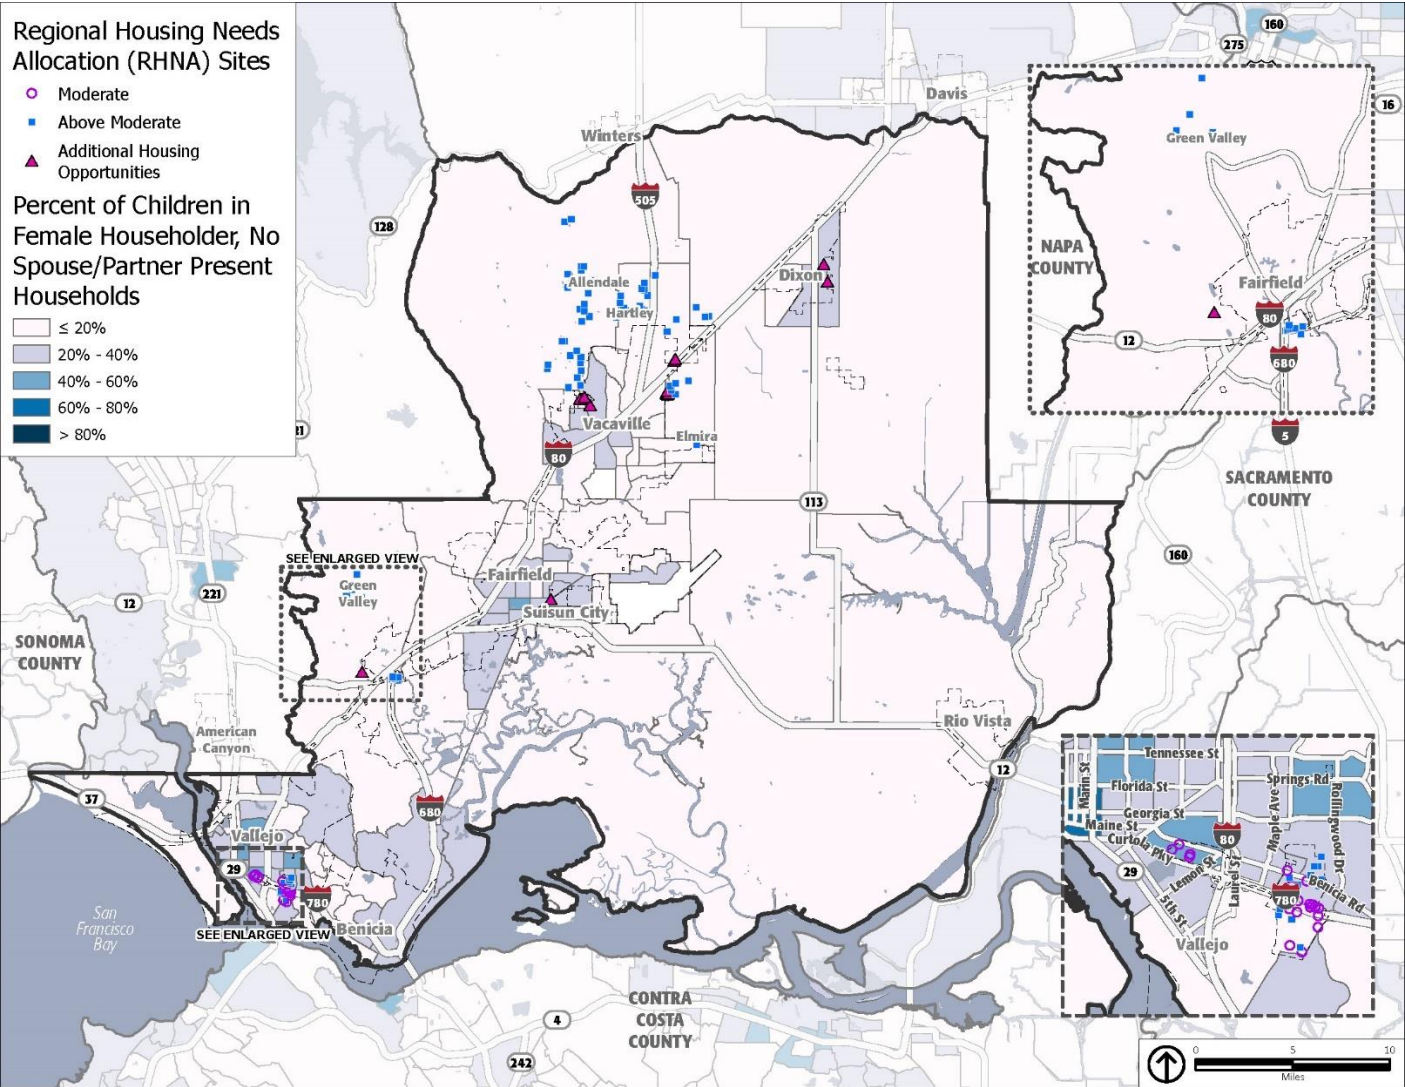 Regional Housing Needs
Allocation (RHNA) Sites
Moderate
Above Moderate
Additional Housing
Opportunities
Percent of Children in
Female Householder, No
Spouse/Partner Present
Households
≤ 20%
20% - 40%
40% - 60%
60% - 80%
> 80%
160
275
Davis
16
Winters
Green Valley
505
128
NAPA
COUNTY
Dixon
Allendale
Fairfield
Hartley
80
12
680
Vacaville
Elmira
5
80
SACRAMENTO
COUNTY
113
SEE ENLARGED VIEW
160
Green
Valley
Fairfield
221
12
Suisun City
SONOMA
COUNTY
Rio Vista
American
Canyon
12
Tennessee St
Marin St
Florida St
Springs Rd
Rollingwood Dr
Maple Ave
Georgia St
Maine St
Curtola Pky
80
37
680
Vallejo
29
29
Lemon St
Laurel St
780
Benicia Rd
5th St
Vallejo
780
San
Francisco
Bay
SEE ENLARGED VIEW
Benicia
CONTRA
COSTA
COUNTY
4
242
0
5
10
Miles